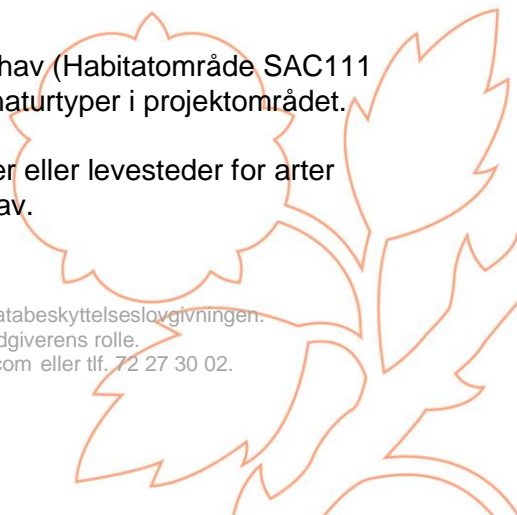 hav (Habitatområde SAC111
naturtyper i projektområdet.
er eller levesteder for arter
av.
atabeskyttelseslovgivningen.
dgiverens rolle.
com eller tlf. 72 27 30 02.